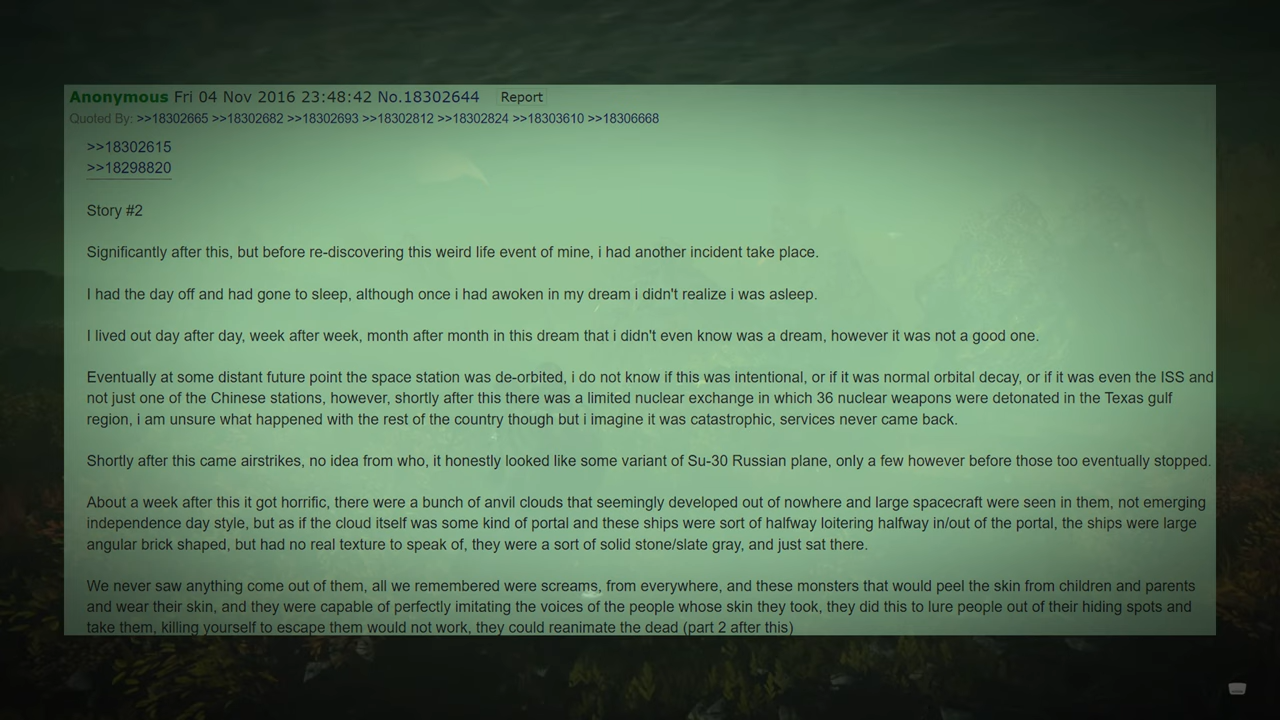 Anonymous Fri 04 Nov 2016 23:48:42 No.18302644 Report
Quoted By: >>18302665 >>18302682 >>18302693 >>18302812 >>18302824 >>18303610 >>18306668
>>18302615
>>18298820
Story #2
Significantly after this, but before re-discovering this weird life event of mine, i had another incident take place.
I had the day off and had gone to sleep, although once i had awoken in my dream i didn't realize i was asleep.
I lived out day after day, week after week, month after month in this dream that i didn't even know was a dream, however it was not a good one.
Eventually at some distant future point the space station was de-orbited, i do not know if this was intentional, or if it was normal orbital decay, or if it was even the ISS and
not just one of the Chinese stations, however, shortly after this there was a limited nuclear exchange in which 36 nuclear weapons were detonated in the Texas gulf
region, i am unsure what happened with the rest of the country though but i imagine it was catastrophic, services never came back.
Shortly after this came airstrikes, no idea from who, it honestly looked like some variant of Su-30 Russian plane, only a few however before those too eventually stopped.
About a week after this it got horrific, there were a bunch of anvil clouds that seemingly developed out of nowhere and large spacecraft were seen in them, not emerging
independence day style, but as if the cloud itself was some kind of portal and these ships were sort of halfway loitering halfway in/out of the portal, the ships were large
angular brick shaped, but had no real texture to speak of, they were a sort of solid stone/slate gray, and just sat there.
We never saw anything come out of them, all we remembered were screams, from everywhere, and these monsters that would peel the skin from children and parents
and wear their skin, and they were capable of perfectly imitating the voices of the people whose skin they took, they did this to lure people out of their hiding spots and
take them, killing yourself to escape them would not work, they could reanimate the dead (part 2 after this)